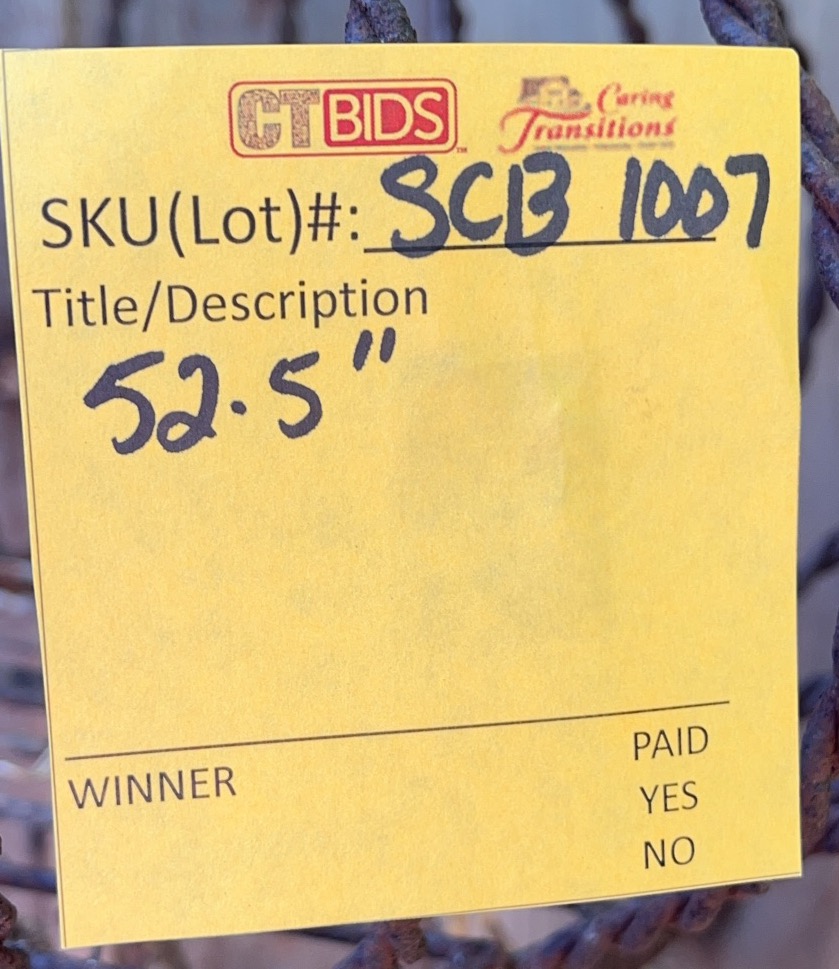 CTBIDS
Caring
Transitions
SKU(Lot)#: SCB 1007
Title/Description
52.5"
WINNER
PAID
YES
NO